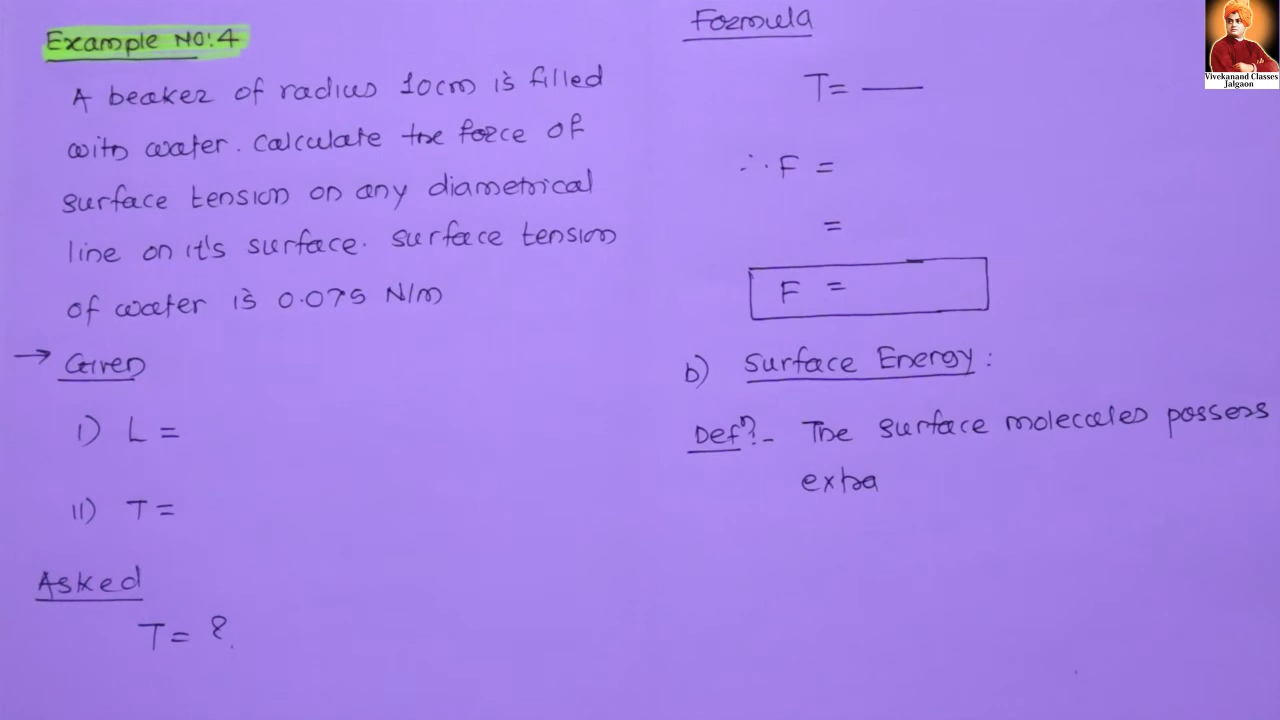 Example NO:4
A beaker of radius 10cm is filled
with water. Calculate the force of
surface tension on any diametrical
line on it's surface. surface tension
of water is 0.075 N/m
→ Given
i) L =
ii) T =
Asked
T = ?
Formula
T = —
∴ F =
=
F =
b) Surface Energy :
Defn:- The surface molecules possess
extra
Vivekanand Classes
Jalgaon